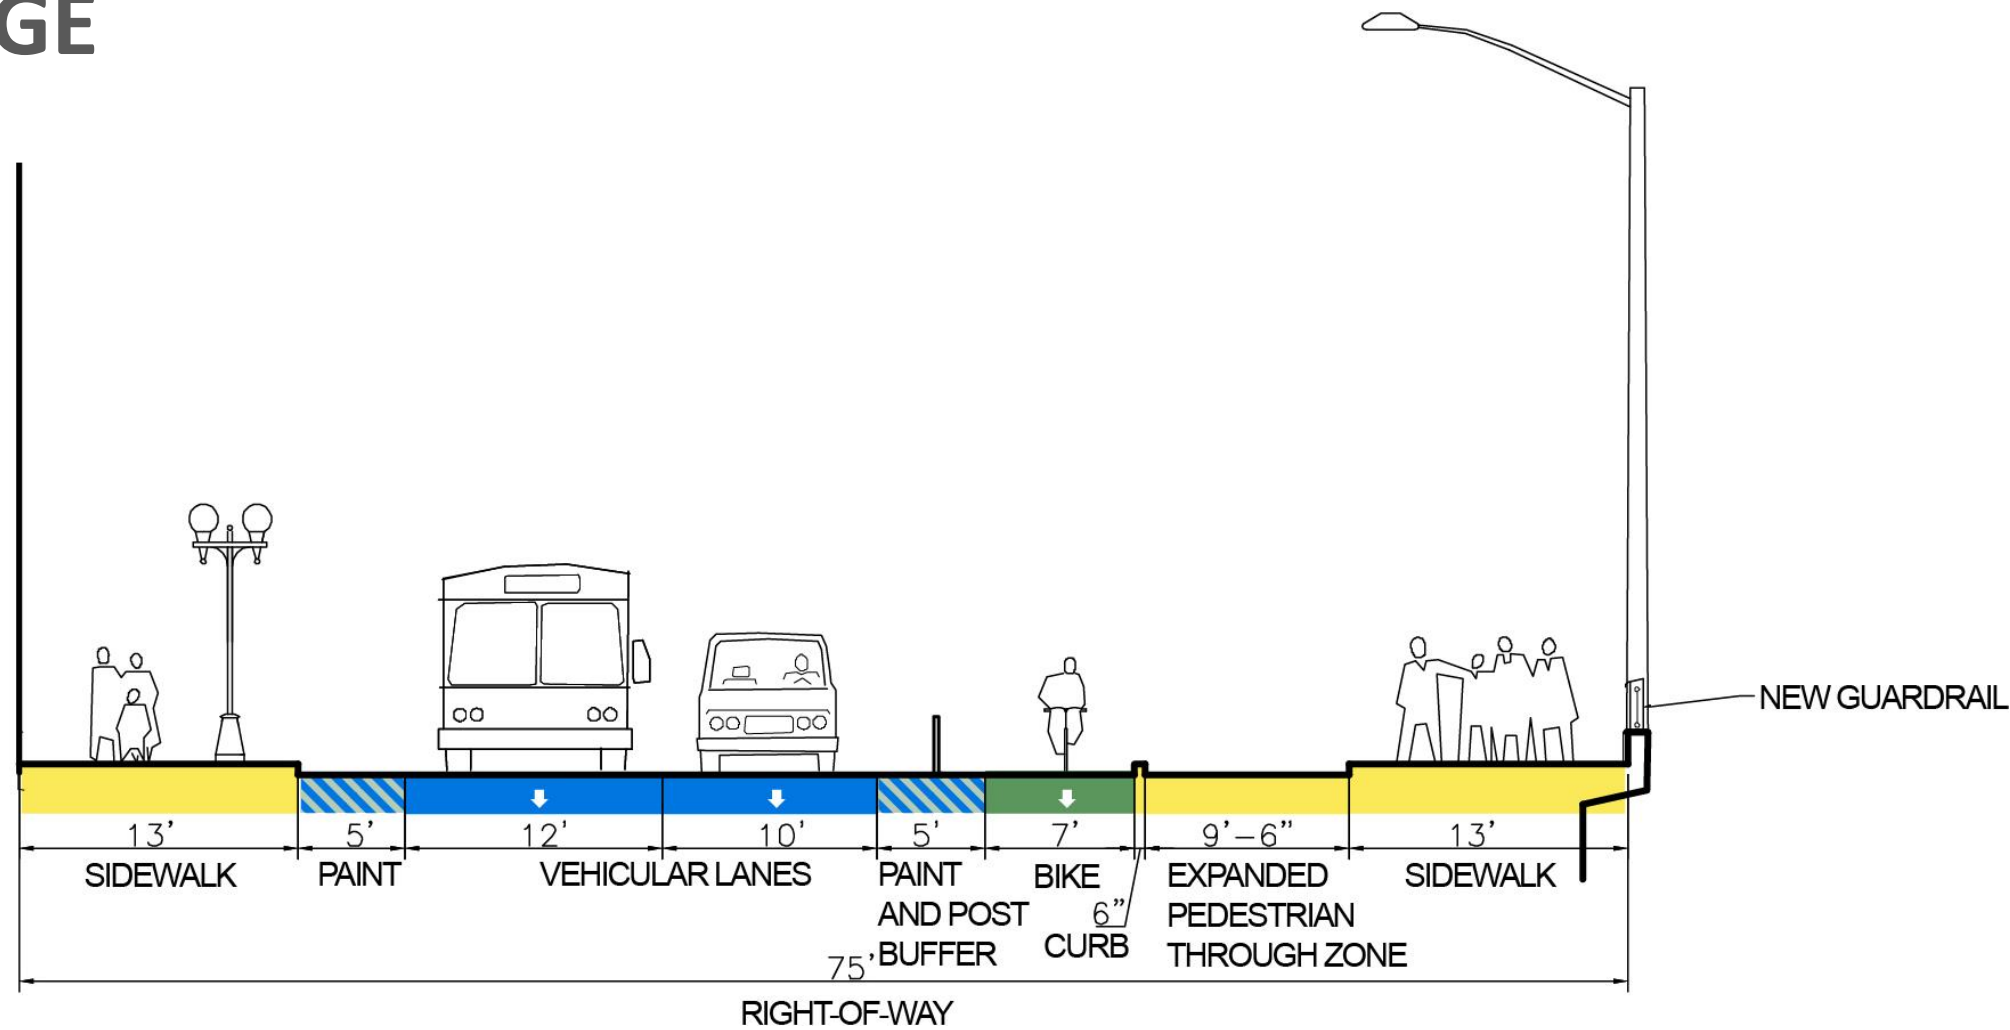 GE
NEW GUARDRAIL
13' 5' 12' 10' 5' 7' 9'-6" 13'
SIDEWALK PAINT VEHICULAR LANES PAINT BIKE EXPANDED SIDEWALK
AND POST 6" PEDESTRIAN
BUFFER CURB THROUGH ZONE
75'
RIGHT-OF-WAY